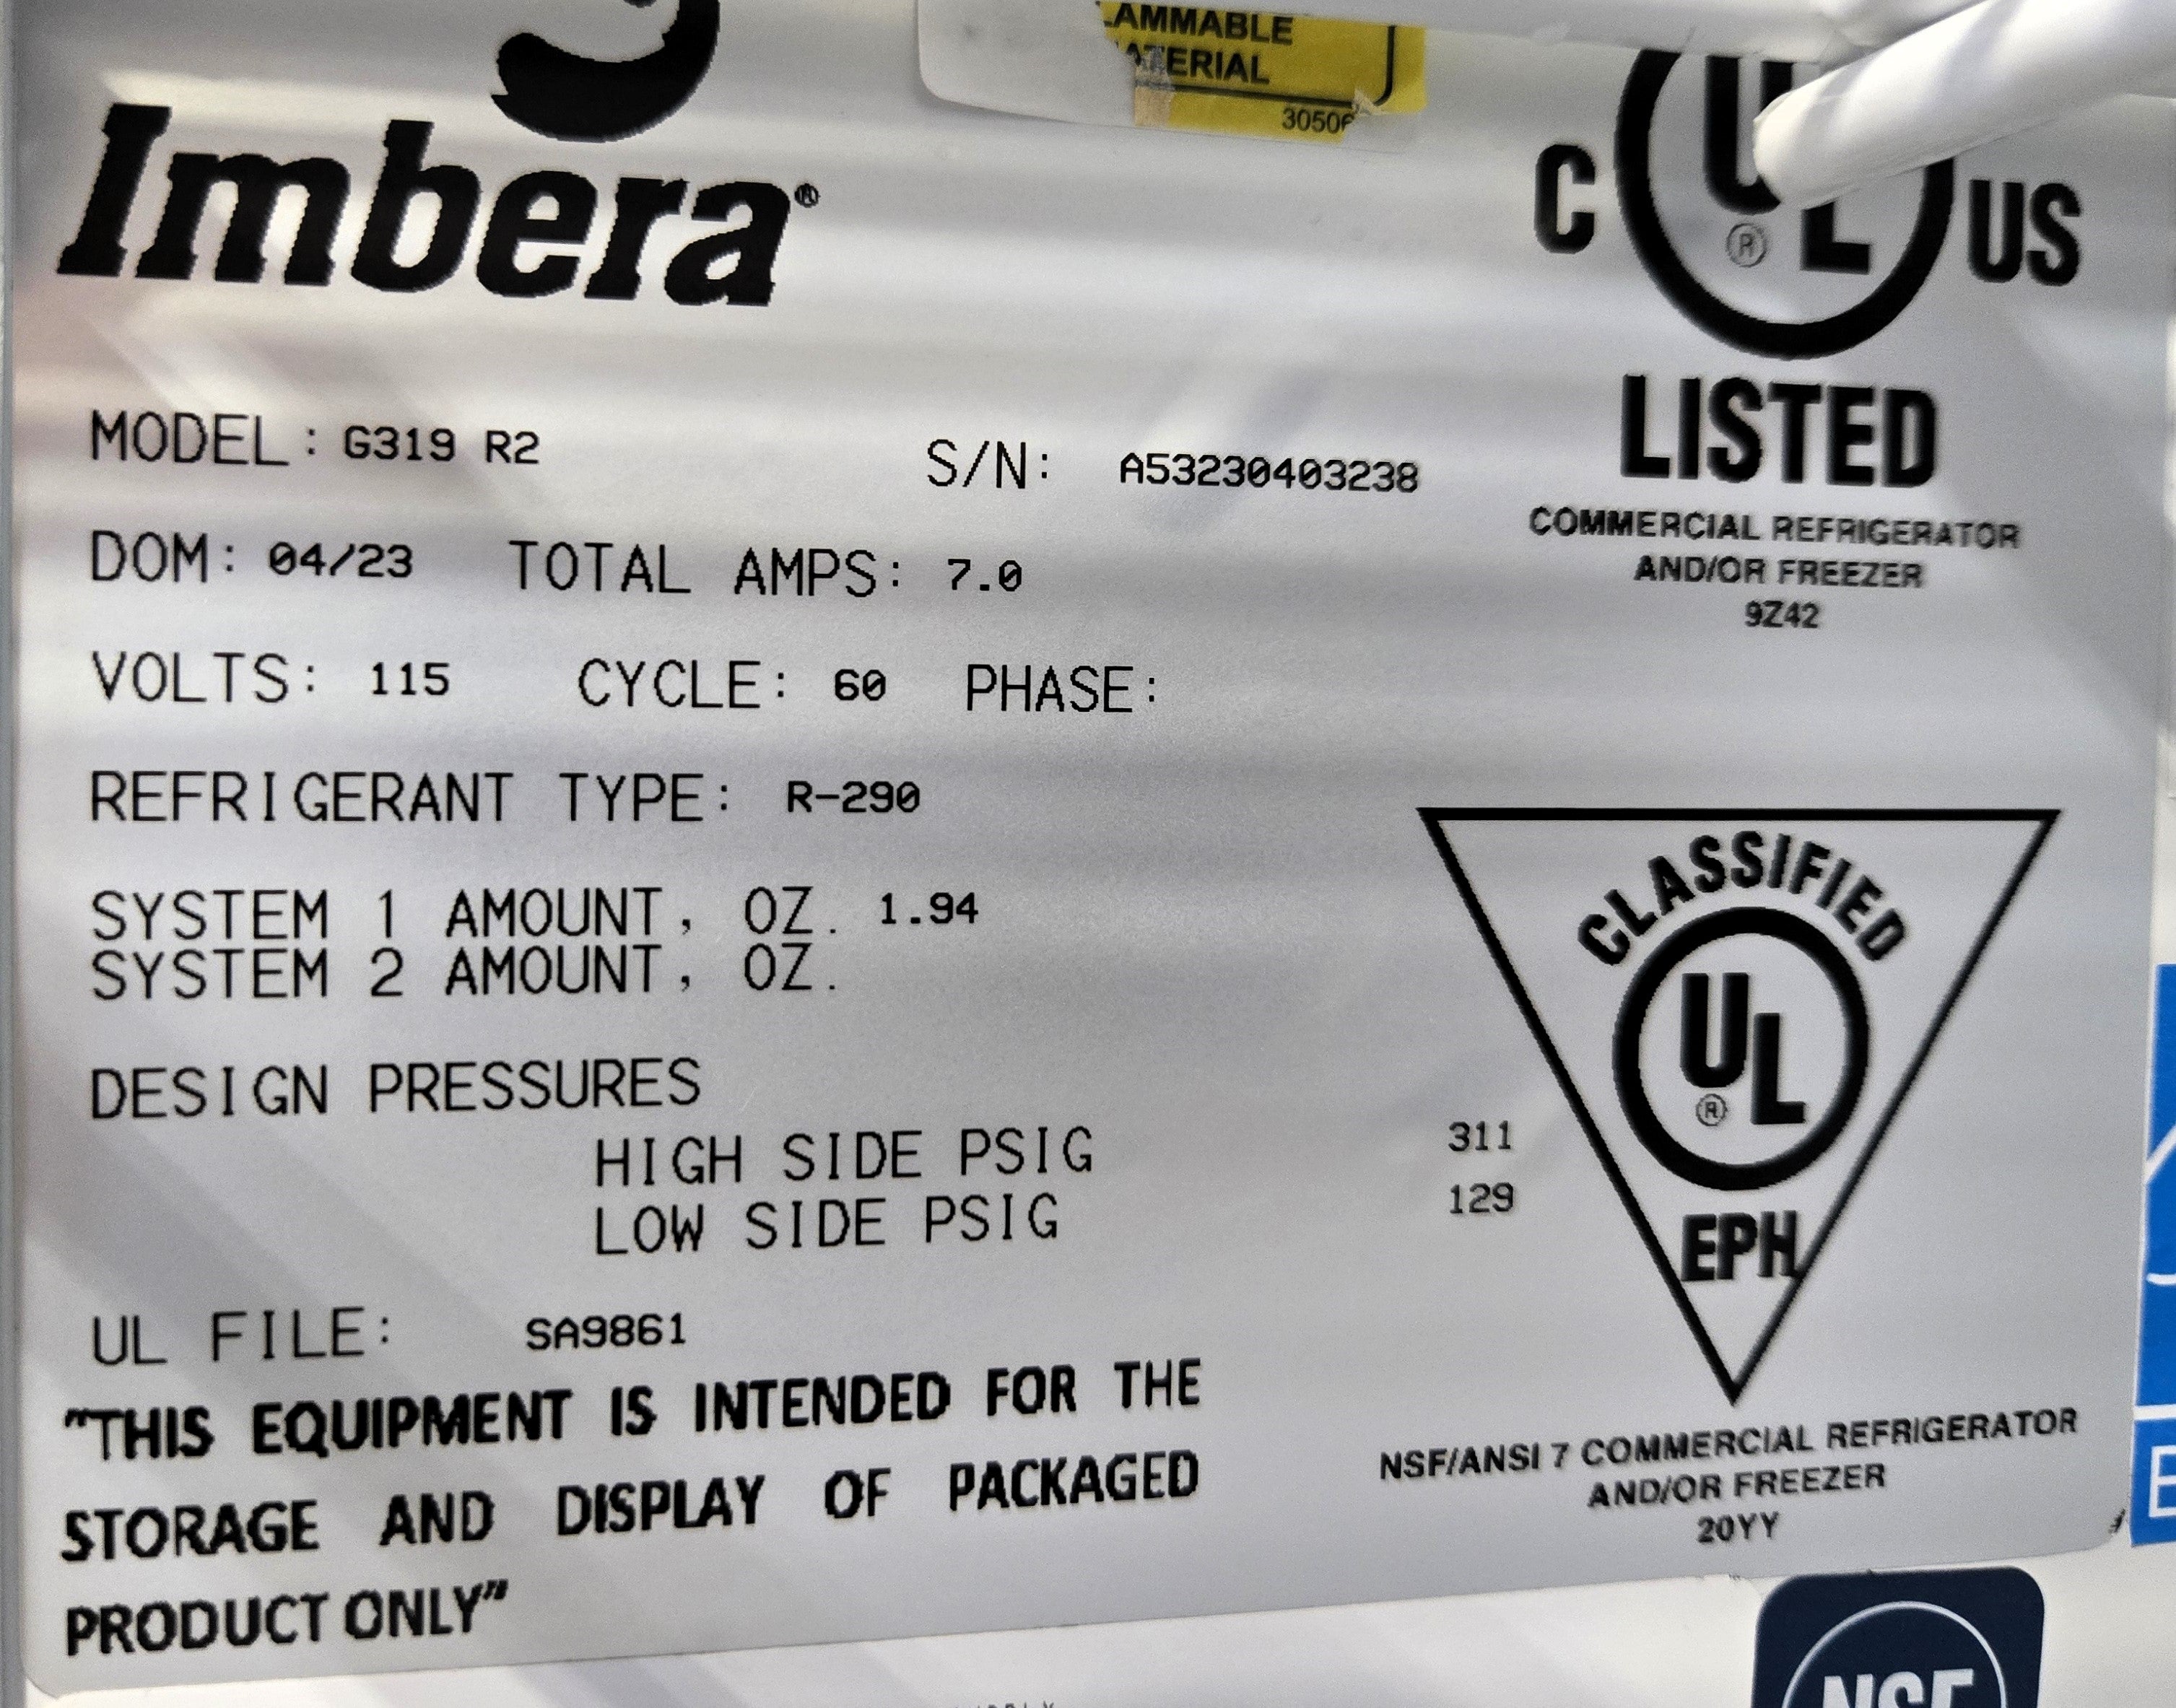 Imbera®
AMMABLE
ATERIAL
C UL® US
LISTED
COMMERCIAL REFRIGERATOR
AND/OR FREEZER
9Z42
MODEL: G319 R2 S/N: A53230403238
DOM: 04/23 TOTAL AMPS: 7.0
VOLTS: 115 CYCLE: 60 PHASE:
REFRIGERANT TYPE: R-290
SYSTEM 1 AMOUNT, OZ. 1.94
SYSTEM 2 AMOUNT, OZ.
DESIGN PRESSURES
HIGH SIDE PSIG 311
LOW SIDE PSIG 129
UL FILE: SA9861
"THIS EQUIPMENT IS INTENDED FOR THE
STORAGE AND DISPLAY OF PACKAGED
PRODUCT ONLY"
CLASSIFIED
UL®
EPH
NSF/ANSI 7 COMMERCIAL REFRIGERATOR
AND/OR FREEZER
20YY
NSF